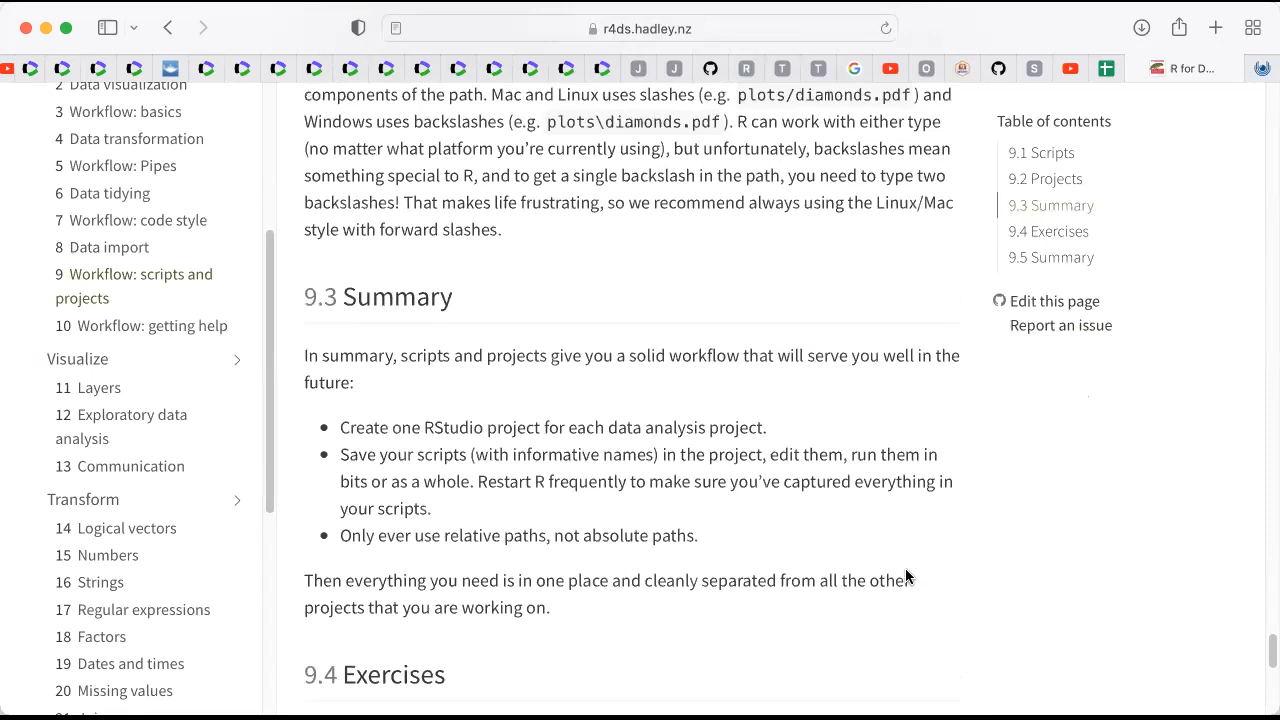 r4ds.hadley.nz
J
J
R
T
T
G
O
S
R for D...
2 Data visualization
3 Workflow: basics
4 Data transformation
5 Workflow: Pipes
6 Data tidying
7 Workflow: code style
8 Data import
9 Workflow: scripts and
projects
10 Workflow: getting help
Visualize
11 Layers
12 Exploratory data
analysis
13 Communication
Transform
14 Logical vectors
15 Numbers
16 Strings
17 Regular expressions
18 Factors
19 Dates and times
20 Missing values
components of the path. Mac and Linux uses slashes (e.g. plots/diamonds.pdf) and
Windows uses backslashes (e.g. plots\diamonds.pdf). R can work with either type
(no matter what platform you’re currently using), but unfortunately, backslashes mean
something special to R, and to get a single backslash in the path, you need to type two
backslashes! That makes life frustrating, so we recommend always using the Linux/Mac
style with forward slashes.
9.3 Summary
In summary, scripts and projects give you a solid workflow that will serve you well in the
future:
• Create one RStudio project for each data analysis project.
• Save your scripts (with informative names) in the project, edit them, run them in
bits or as a whole. Restart R frequently to make sure you’ve captured everything in
your scripts.
• Only ever use relative paths, not absolute paths.
Then everything you need is in one place and cleanly separated from all the other
projects that you are working on.
9.4 Exercises
Table of contents
9.1 Scripts
9.2 Projects
9.3 Summary
9.4 Exercises
9.5 Summary
Edit this page
Report an issue